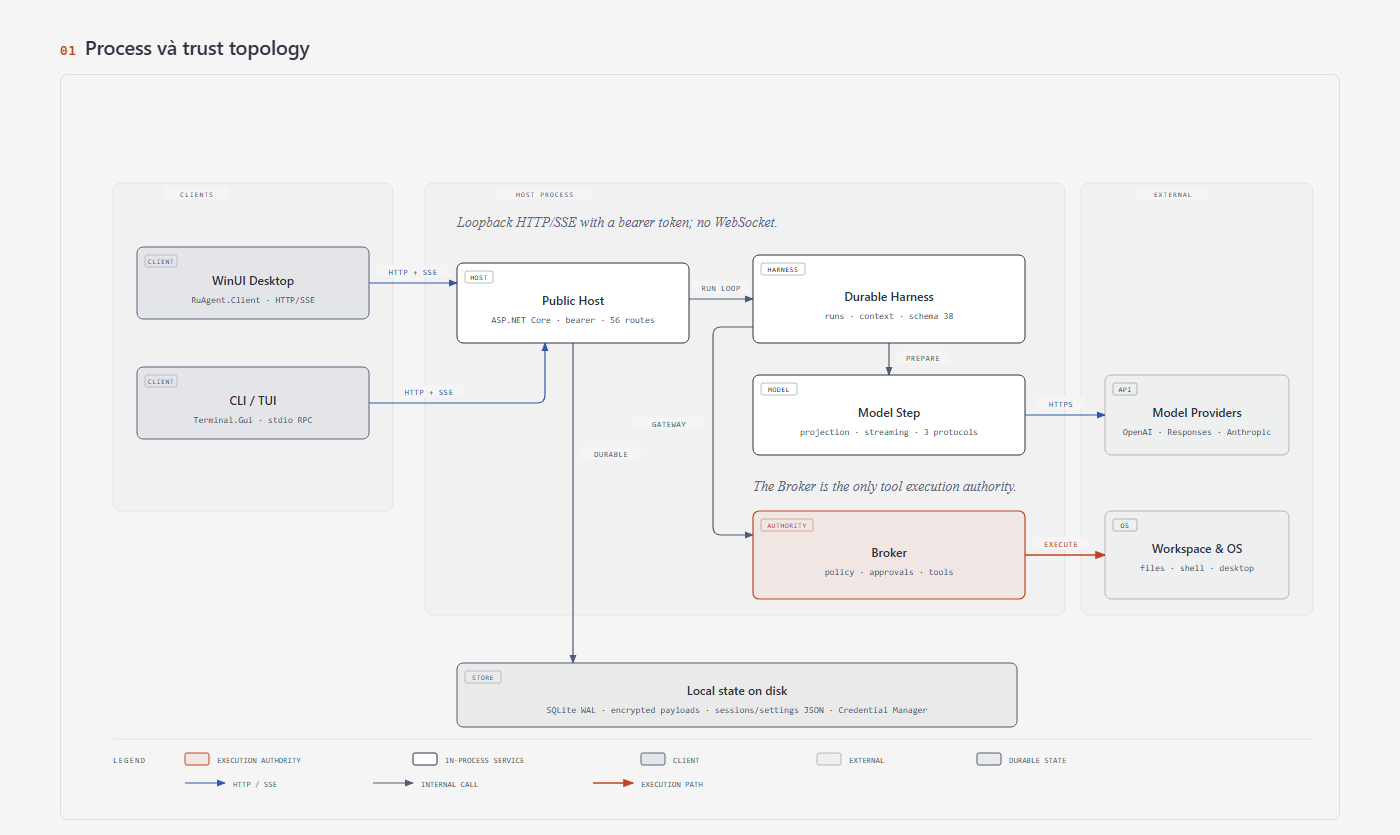 01 Process và trust topology
CLIENTS
HOST PROCESS
EXTERNAL
Loopback HTTP/SSE with a bearer token; no WebSocket.
CLIENT
WinUI Desktop
RuAgent.Client · HTTP/SSE
HTTP + SSE
HOST
Public Host
ASP.NET Core · bearer · 56 routes
RUN LOOP
HARNESS
Durable Harness
runs · context · schema 38
PREPARE
CLIENT
CLI / TUI
Terminal.Gui · stdio RPC
HTTP + SSE
MODEL
Model Step
projection · streaming · 3 protocols
HTTPS
API
Model Providers
OpenAI · Responses · Anthropic
GATEWAY
DURABLE
The Broker is the only tool execution authority.
AUTHORITY
Broker
policy · approvals · tools
EXECUTE
OS
Workspace & OS
files · shell · desktop
STORE
Local state on disk
SQLite WAL · encrypted payloads · sessions/settings JSON · Credential Manager
LEGEND
EXECUTION AUTHORITY
IN-PROCESS SERVICE
CLIENT
EXTERNAL
DURABLE STATE
HTTP / SSE
INTERNAL CALL
EXECUTION PATH